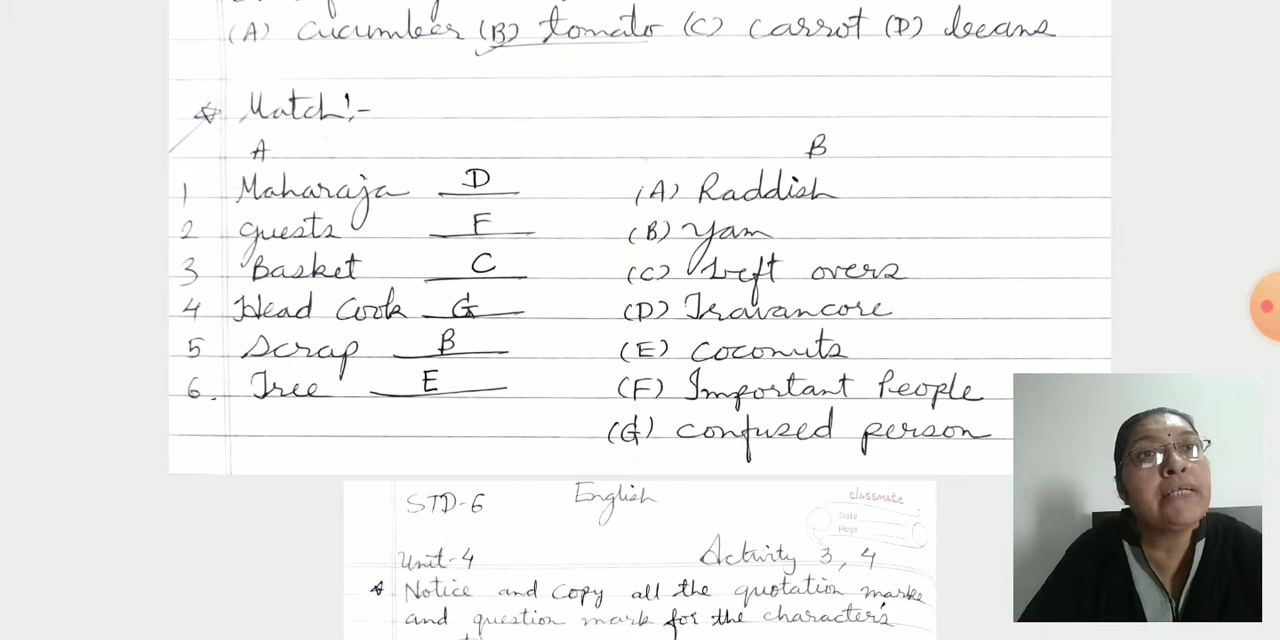 (A) cucumber (B) tomato (C) carrot (D) beans
Match:-
A B
1 Maharaja D (A) Raddish
2 guests F (B) Yam
3 Basket C (C) Left overs
4 Head Cook G (D) Travancore
5 Scrap B (E) Coconuts
6. Tree E (F) Important People
(G) confused person
STD-6 English
classmate
Date
Page
Unit-4 Activity 3, 4
Notice and copy all the quotation marks
and question mark for the character's